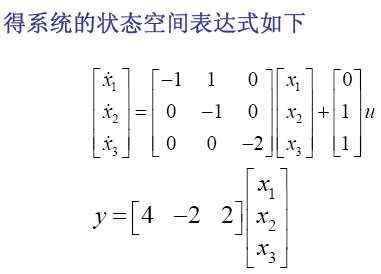 得系统的状态空间表达式如下
$$\begin{bmatrix} \dot{x}_1 \\ \dot{x}_2 \\ \dot{x}_3 \end{bmatrix} = \begin{bmatrix} -1 & 1 & 0 \\ 0 & -1 & 0 \\ 0 & 0 & -2 \end{bmatrix} \begin{bmatrix} x_1 \\ x_2 \\ x_3 \end{bmatrix} + \begin{bmatrix} 0 \\ 1 \\ 1 \end{bmatrix} u$$
$$y = \begin{bmatrix} 4 & -2 & 2 \end{bmatrix} \begin{bmatrix} x_1 \\ x_2 \\ x_3 \end{bmatrix}$$